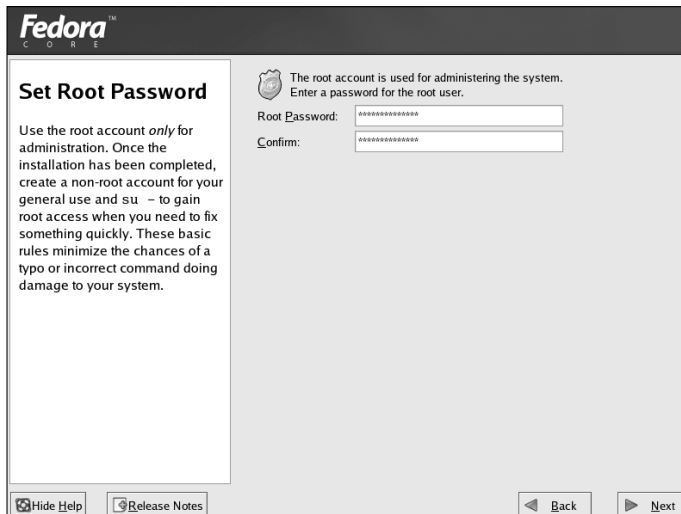 Fedora™
CORE
Set Root Password
Use the root account only for
administration. Once the
installation has been completed,
create a non-root account for your
general use and su - to gain
root access when you need to fix
something quickly. These basic
rules minimize the chances of a
typo or incorrect command doing
damage to your system.
The root account is used for administering the system.
Enter a password for the root user.
Root Password: **************
Confirm: **************
Hide Help Release Notes Back Next